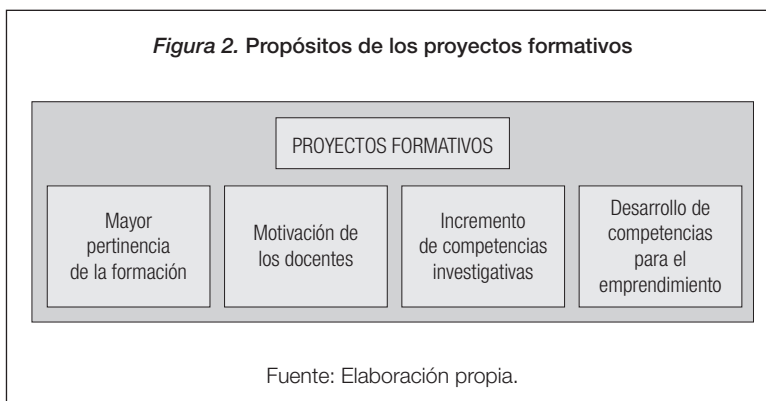 Figura 2. Propósitos de los proyectos formativos
PROYECTOS FORMATIVOS
Mayor
pertinencia
de la formación
Motivación de
los docentes
Incremento
de competencias
investigativas
Desarrollo de
competencias
para el
emprendimiento
Fuente: Elaboración propia.